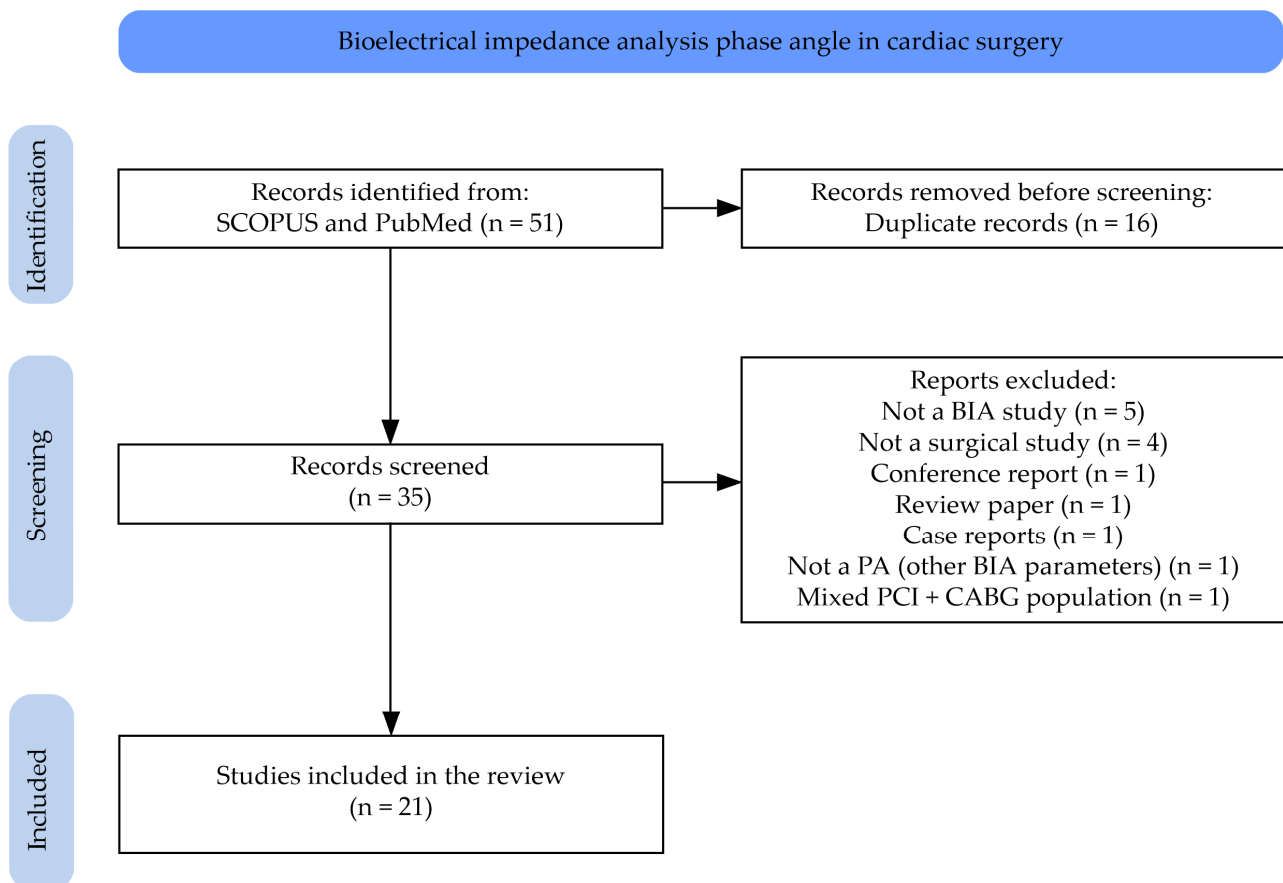 Bioelectrical impedance analysis phase angle in cardiac surgery
Identification
Records identified from:
SCOPUS and PubMed (n = 51)
Records removed before screening:
Duplicate records (n = 16)
Screening
Records screened
(n = 35)
Reports excluded:
Not a BIA study (n = 5)
Not a surgical study (n = 4)
Conference report (n = 1)
Review paper (n = 1)
Case reports (n = 1)
Not a PA (other BIA parameters) (n = 1)
Mixed PCI + CABG population (n = 1)
Included
Studies included in the review
(n = 21)